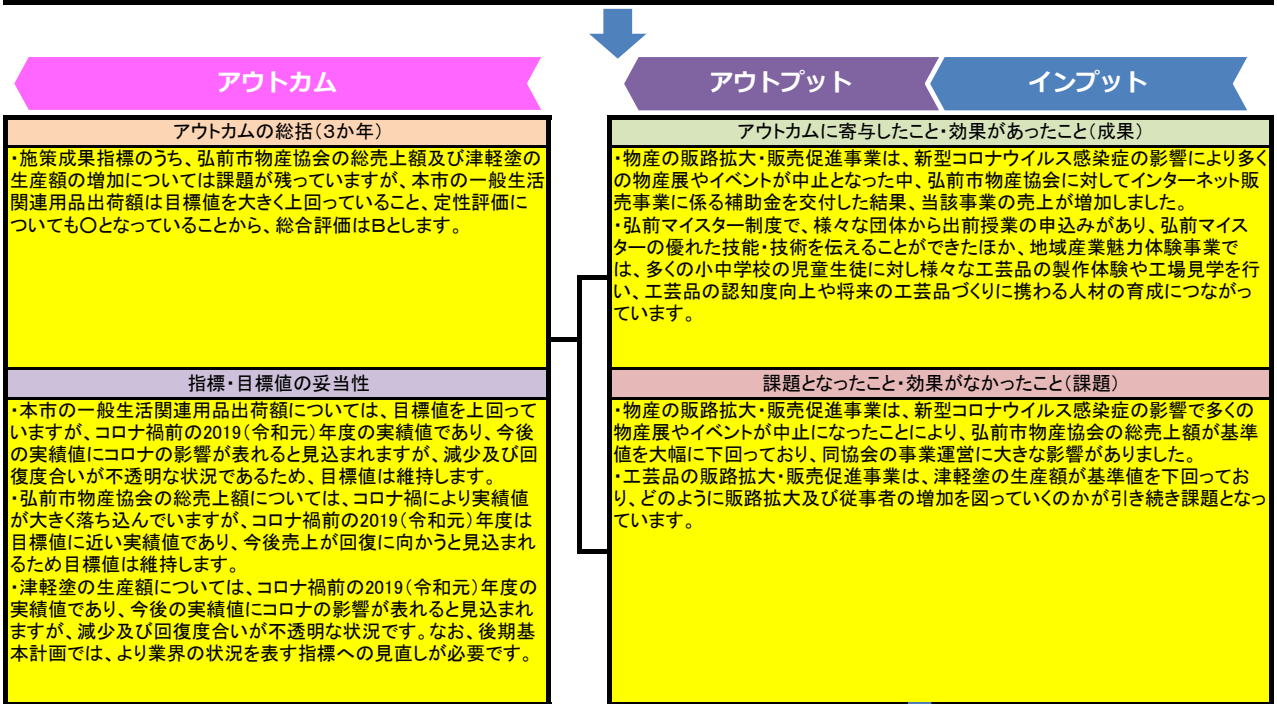 アウトカム
アウトカムの総括(3か年)
・施策成果指標のうち、弘前市物産協会の総売上額及び津軽塗の
生産額の増加については課題が残っていますが、本市の一般生活
関連用品出荷額は目標値を大きく上回っていること、定性評価に
ついても〇となっていることから、総合評価はBとします。
指標・目標値の妥当性
・本市の一般生活関連用品出荷額については、目標値を上回って
いますが、コロナ禍前の2019(令和元)年度の実績値であり、今後
の実績値にコロナの影響が表れると見込まれますが、減少及び回
復度合いが不透明な状況であるため、目標値は維持します。
・弘前市物産協会の総売上額については、コロナ禍により実績値
が大きく落ち込んでいますが、コロナ禍前の2019(令和元)年度は
目標値に近い実績値であり、今後売上が回復に向かうと見込まれ
るため目標値は維持します。
・津軽塗の生産額については、コロナ禍前の2019(令和元)年度の
実績値であり、今後の実績値にコロナの影響が表れると見込まれ
ますが、減少及び回復度合いが不透明な状況です。なお、後期基
本計画では、より業界の状況を表す指標への見直しが必要です。
アウトプット
インプット
アウトカムに寄与したこと・効果があったこと(成果)
・物産の販路拡大・販売促進事業は、新型コロナウイルス感染症の影響により多く
の物産展やイベントが中止となった中、弘前市物産協会に対してインターネット販
売事業に係る補助金を交付した結果、当該事業の売上が増加しました。
・弘前マイスター制度で、様々な団体から出前授業の申込みがあり、弘前マイス
ターの優れた技能・技術を伝えることができたほか、地域産業魅力体験事業で
は、多くの小中学校の児童生徒に対し様々な工芸品の製作体験や工場見学を行
い、工芸品の認知度向上や将来の工芸品づくりに携わる人材の育成につながっ
ています。
課題となったこと・効果がなかったこと(課題)
・物産の販路拡大・販売促進事業は、新型コロナウイルス感染症の影響で多くの
物産展やイベントが中止になったことにより、弘前市物産協会の総売上額が基準
値を大幅に下回っており、同協会の事業運営に大きな影響がありました。
・工芸品の販路拡大・販売促進事業は、津軽塗の生産額が基準値を下回ってお
り、どのように販路拡大及び従事者の増加を図っていくのかが引き続き課題となっ
ています。